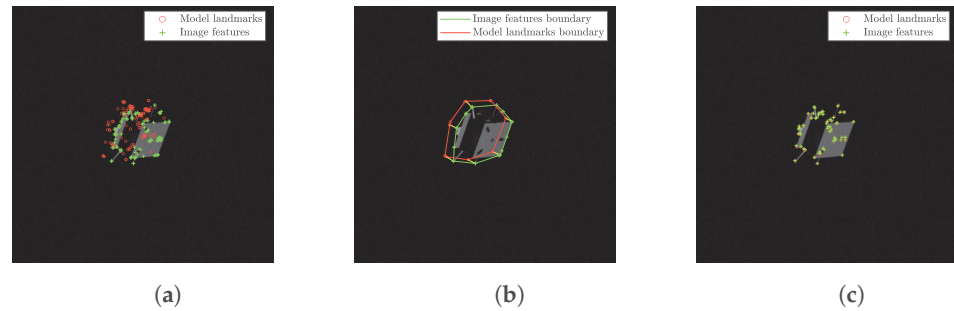 Model landmarks
Image features
Image features boundary
Model landmarks boundary
Model landmarks
Image features
(a)
(b)
(c)